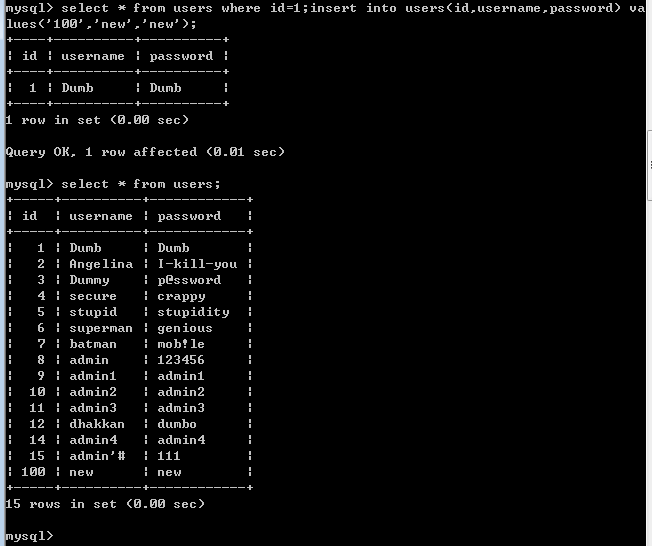 mysql> select * from users where id=1;insert into users(id,username,password) va
lues('100','new','new');
+----+----------+----------+
| id | username | password |
+----+----------+----------+
|  1 | Dumb     | Dumb     |
+----+----------+----------+
1 row in set (0.00 sec)
Query OK, 1 row affected (0.01 sec)
mysql> select * from users;
+-----+----------+------------+
| id  | username | password   |
+-----+----------+------------+
|   1 | Dumb     | Dumb       |
|   2 | Angelina | I-kill-you |
|   3 | Dummy    | p@ssword   |
|   4 | secure   | crappy     |
|   5 | stupid   | stupidity  |
|   6 | superman | genious    |
|   7 | batman   | mob!le     |
|   8 | admin    | 123456     |
|   9 | admin1   | admin1     |
|  10 | admin2   | admin2     |
|  11 | admin3   | admin3     |
|  12 | dhakkan  | dumbo      |
|  14 | admin4   | admin4     |
|  15 | admin'#  | 111        |
| 100 | new      | new        |
+-----+----------+------------+
15 rows in set (0.00 sec)
mysql>